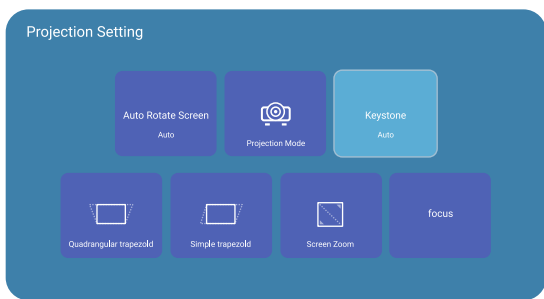 Projection Setting
Auto Rotate Screen
Auto
Projection Mode
Keystone
Auto
Quadrangular trapezold
Simple trapezold
Screen Zoom
focus